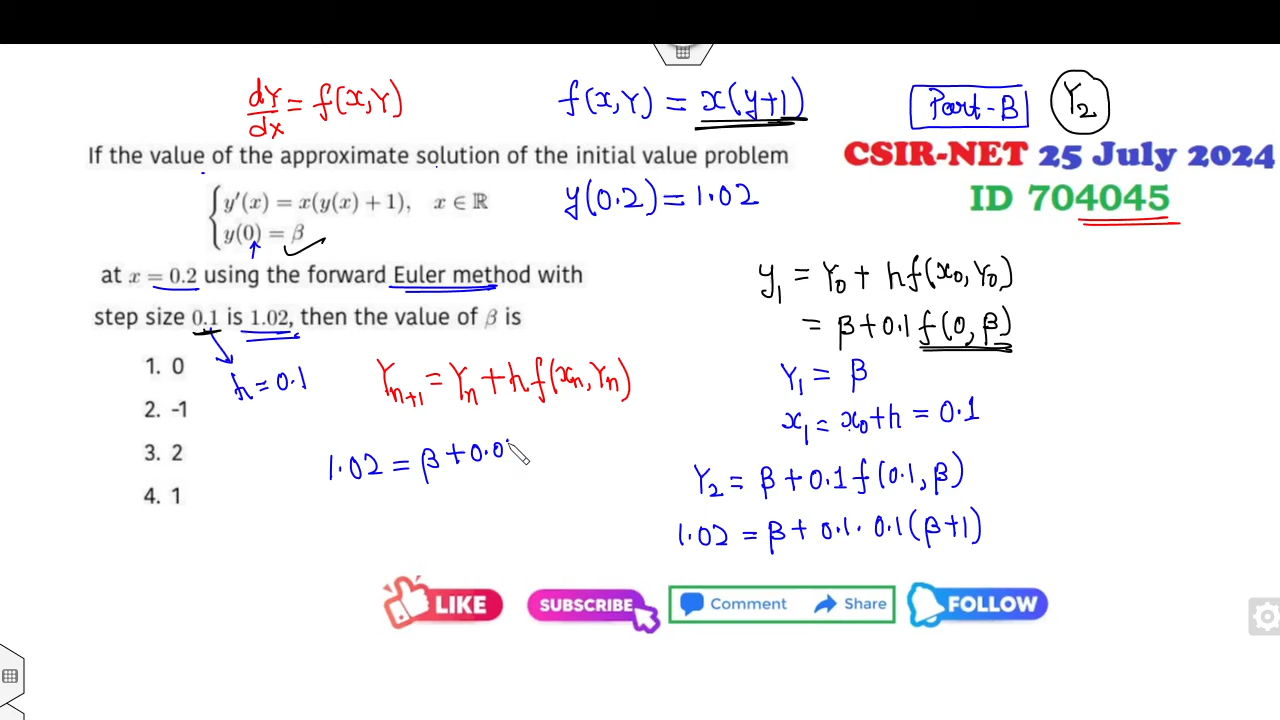 dY/dx = f(x,Y)
f(x,Y) = x(y+1)
Part-B
Y₂
If the value of the approximate solution of the initial value problem
CSIR-NET 25 July 2024
ID 704045
y′(x) = x(y(x) + 1), x ∈ ℝ
y(0) = β
y(0.2) = 1.02
at x = 0.2 using the forward Euler method with
step size 0.1 is 1.02, then the value of β is
1. 0
2. -1
3. 2
4. 1
h = 0.1
Yₙ₊₁ = Yₙ + hf(xₙ,Yₙ)
1.02 = β + 0.0
y₁ = Y₀ + hf(x₀,Y₀)
= β + 0.1 f(0,β)
Y₁ = β
x₁ = x₀+h = 0.1
Y₂ = β + 0.1 f(0.1,β)
1.02 = β + 0.1 · 0.1(β+1)
LIKE
SUBSCRIBE
Comment
Share
FOLLOW